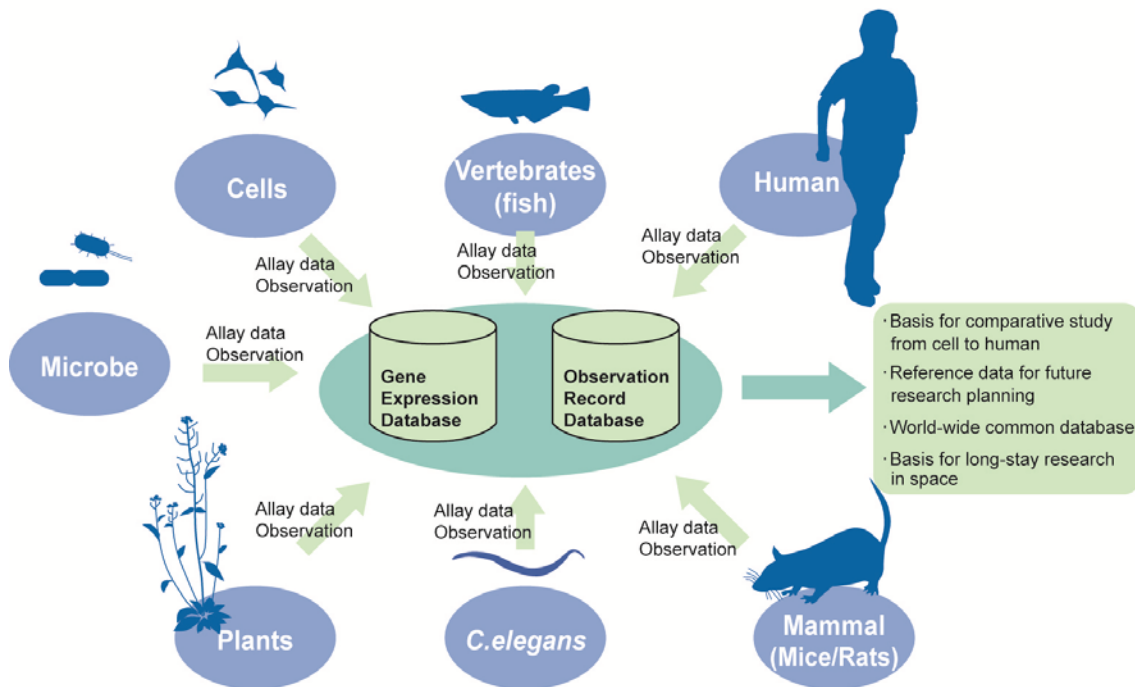 Cells
Vertebrates
(fish)
Human
Allay data
Observation
Allay data
Observation
Allay data
Observation
Microbe
Allay data
Observation
Gene
Expression
Database
Observation
Record
Database
·Basis for comparative study
from cell to human
·Reference data for future
research planning
·World-wide common database
·Basis for long-stay research
in space
Allay data
Observation
Allay data
Observation
Allay data
Observation
Plants
C.elegans
Mammal
(Mice/Rats)